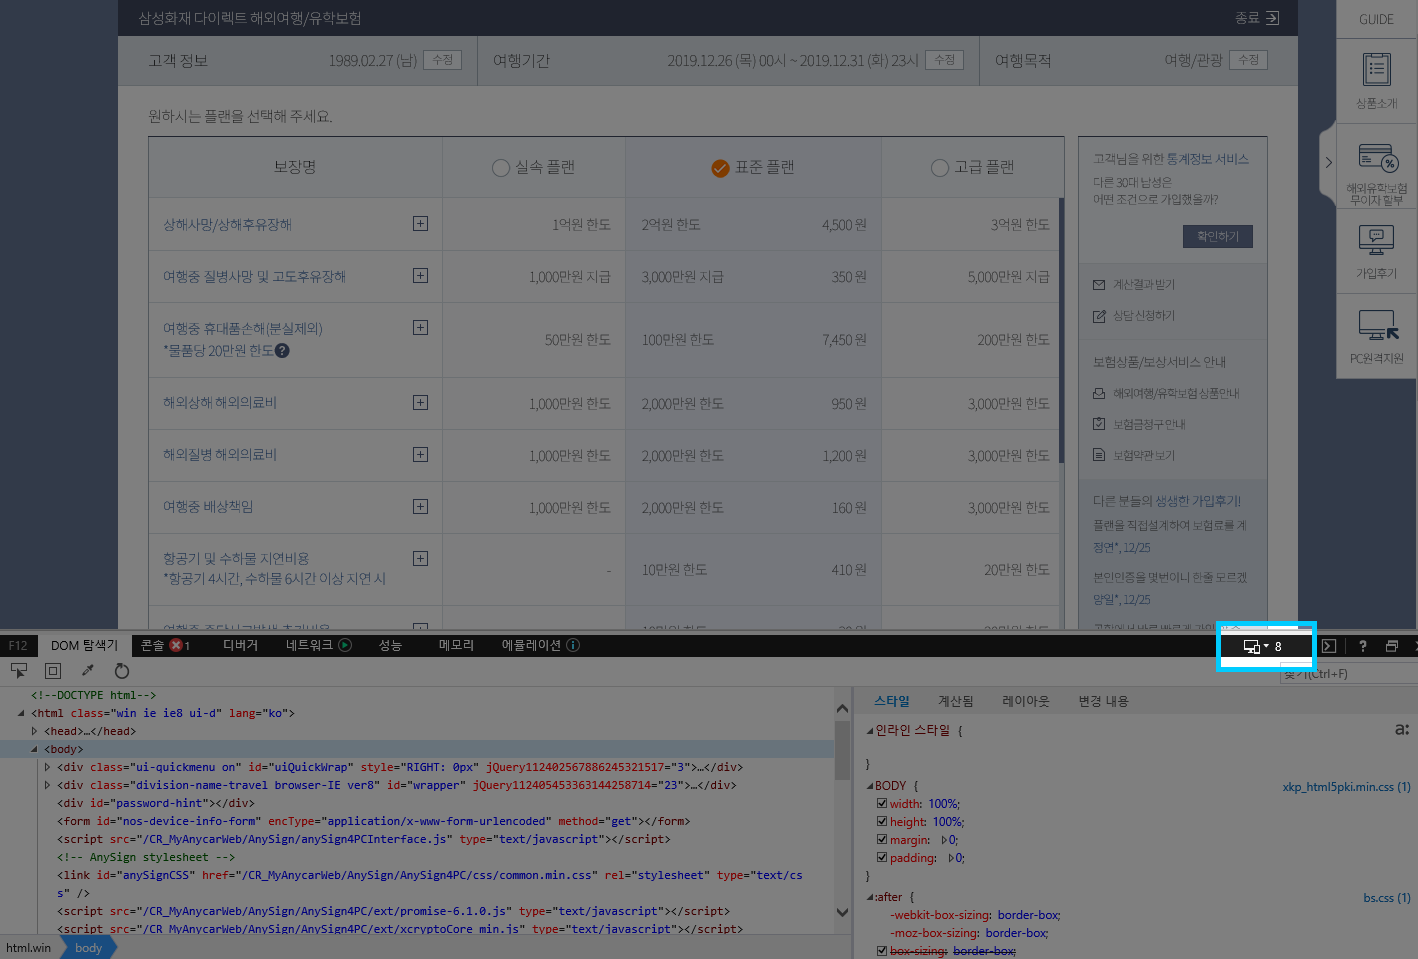 삼성화재 다이렉트 해외여행/유학보험
종료
고객 정보
1989.02.27 (남)
수정
여행기간
2019.12.26 (목) 00시 ~ 2019.12.31 (화) 23시
수정
여행목적
여행/관광
수정
원하시는 플랜을 선택해 주세요.
보장명
실속 플랜
표준 플랜
고급 플랜
상해사망/상해후유장해
1억원 한도
2억원 한도
4,500 원
3억원 한도
여행중 질병사망 및 고도후유장해
1,000만원 지급
3,000만원 지급
350 원
5,000만원 지급
여행중 휴대품손해(분실제외)
*물품당 20만원 한도
50만원 한도
100만원 한도
7,450 원
200만원 한도
해외상해 해외의료비
1,000만원 한도
2,000만원 한도
950 원
3,000만원 한도
해외질병 해외의료비
1,000만원 한도
2,000만원 한도
1,200 원
3,000만원 한도
여행중 배상책임
1,000만원 한도
2,000만원 한도
160 원
3,000만원 한도
항공기 및 수하물 지연비용
*항공기 4시간, 수하물 6시간 이상 지연 시
-
10만원 한도
410 원
20만원 한도
고객님을 위한 통계정보 서비스
다른 30대 남성은
어떤 조건으로 가입했을까?
확인하기
계산결과 받기
상담 신청하기
보험상품/보상서비스 안내
해외여행/유학보험 상품안내
보험금청구 안내
보험약관 보기
다른 분들의 생생한 가입후기!
플랜을 직접설계하여 보험료를 계
정연*, 12/25
본인인증을 몇번이니 한줄 모르겠
양일*, 12/25
GUIDE
상품소개
해외유학보험
무이자 할부
가입후기
PC원격지원
F12
DOM 탐색기
콘솔
1
디버거
네트워크
성능
메모리
에뮬레이션
8
?
찾기(Ctrl+F)
<!--DOCTYPE html-->
<html class="win ie ie8 ui-d" lang="ko">
<head>…</head>
<body>
<div class="ui-quickmenu on" id="uiQuickWrap" style="RIGHT: 0px" jQuery112402567886245321517="3">…</div>
<div class="division-name-travel browser-IE ver8" id="wrapper" jQuery112405453363144258714="23">…</div>
<div id="password-hint"></div>
<form id="nos-device-info-form" encType="application/x-www-form-urlencoded" method="get"></form>
<script src="/CR_MyAnycarWeb/AnySign/anySign4PCInterface.js" type="text/javascript"></script>
<!-- AnySign stylesheet -->
<link id="anySignCSS" href="/CR_MyAnycarWeb/AnySign/AnySign4PC/css/common.min.css" rel="stylesheet" type="text/cs
s" />
<script src="/CR_MyAnycarWeb/AnySign/AnySign4PC/ext/promise-6.1.0.js" type="text/javascript"></script>
<script src="/CR_MyAnycarWeb/AnySign/AnySign4PC/ext/xcryptoCore_min.js" type="text/javascript"></script>
html.win
body
스타일
계산됨
레이아웃
변경 내용
인라인 스타일 {
a:
}
BODY {
xkp_html5pki.min.css (1)
width: 100%;
height: 100%;
margin: 0;
padding: 0;
}
:after {
bs.css (1)
-webkit-box-sizing: border-box;
-moz-box-sizing: border-box;
box-sizing: border-box;